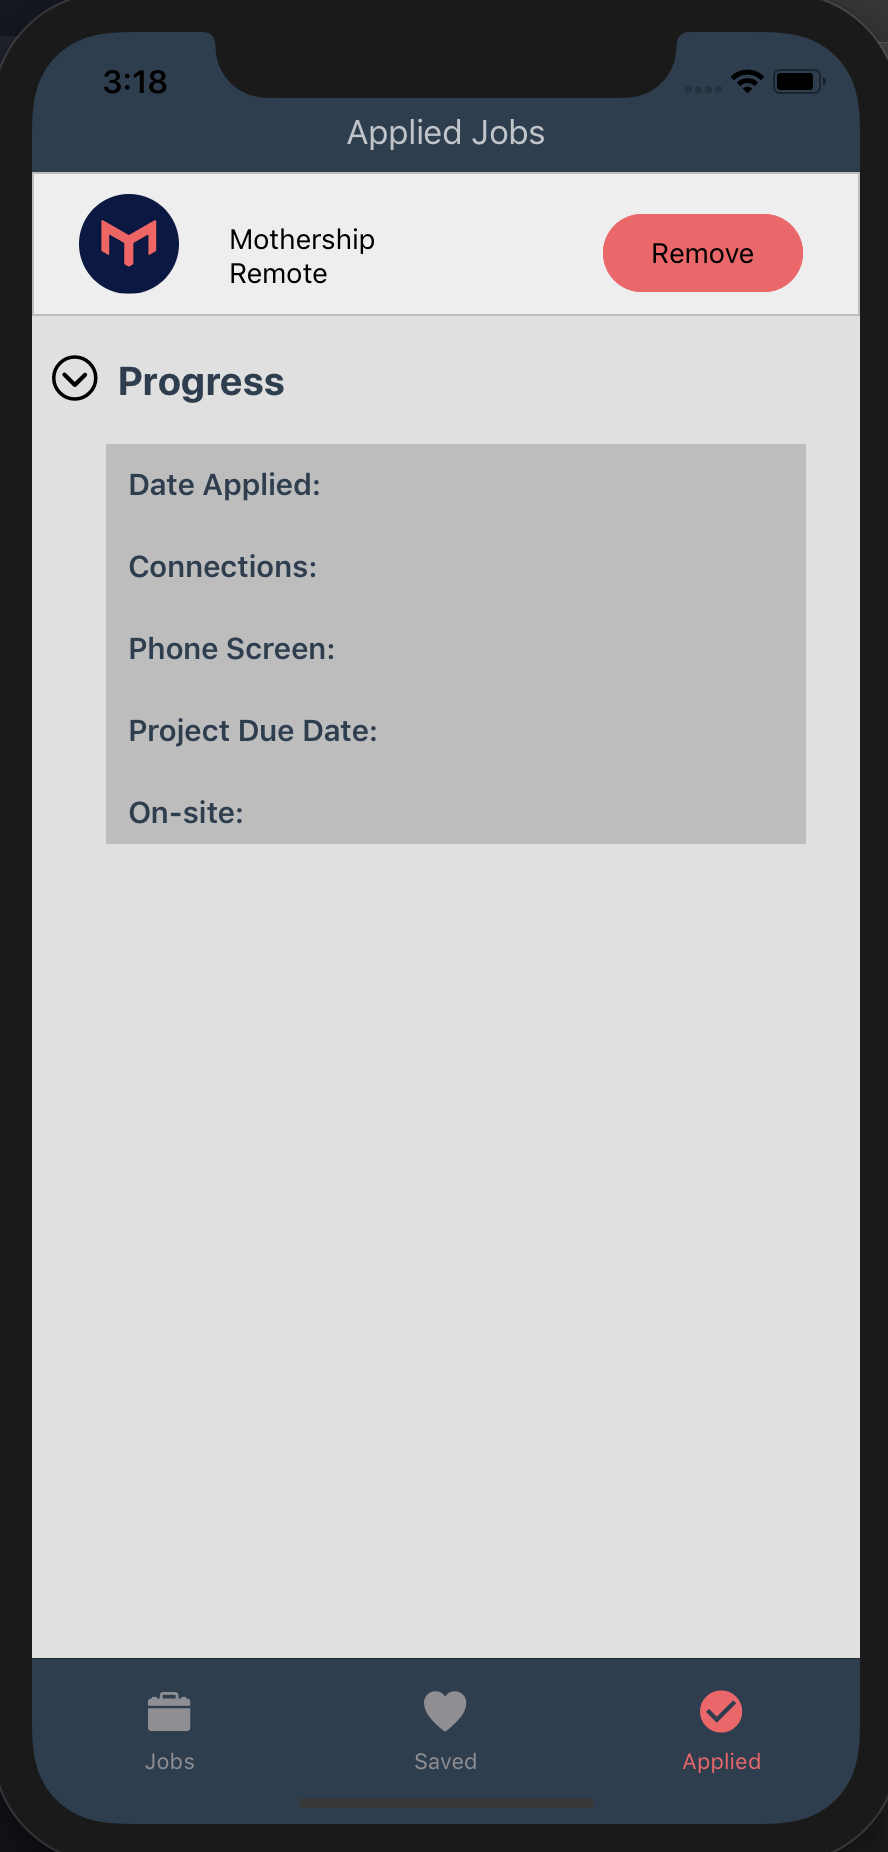 3:18
Applied Jobs
Mothership
Remote
Remove
Progress
Date Applied:
Connections:
Phone Screen:
Project Due Date:
On-site:
Jobs
Saved
Applied